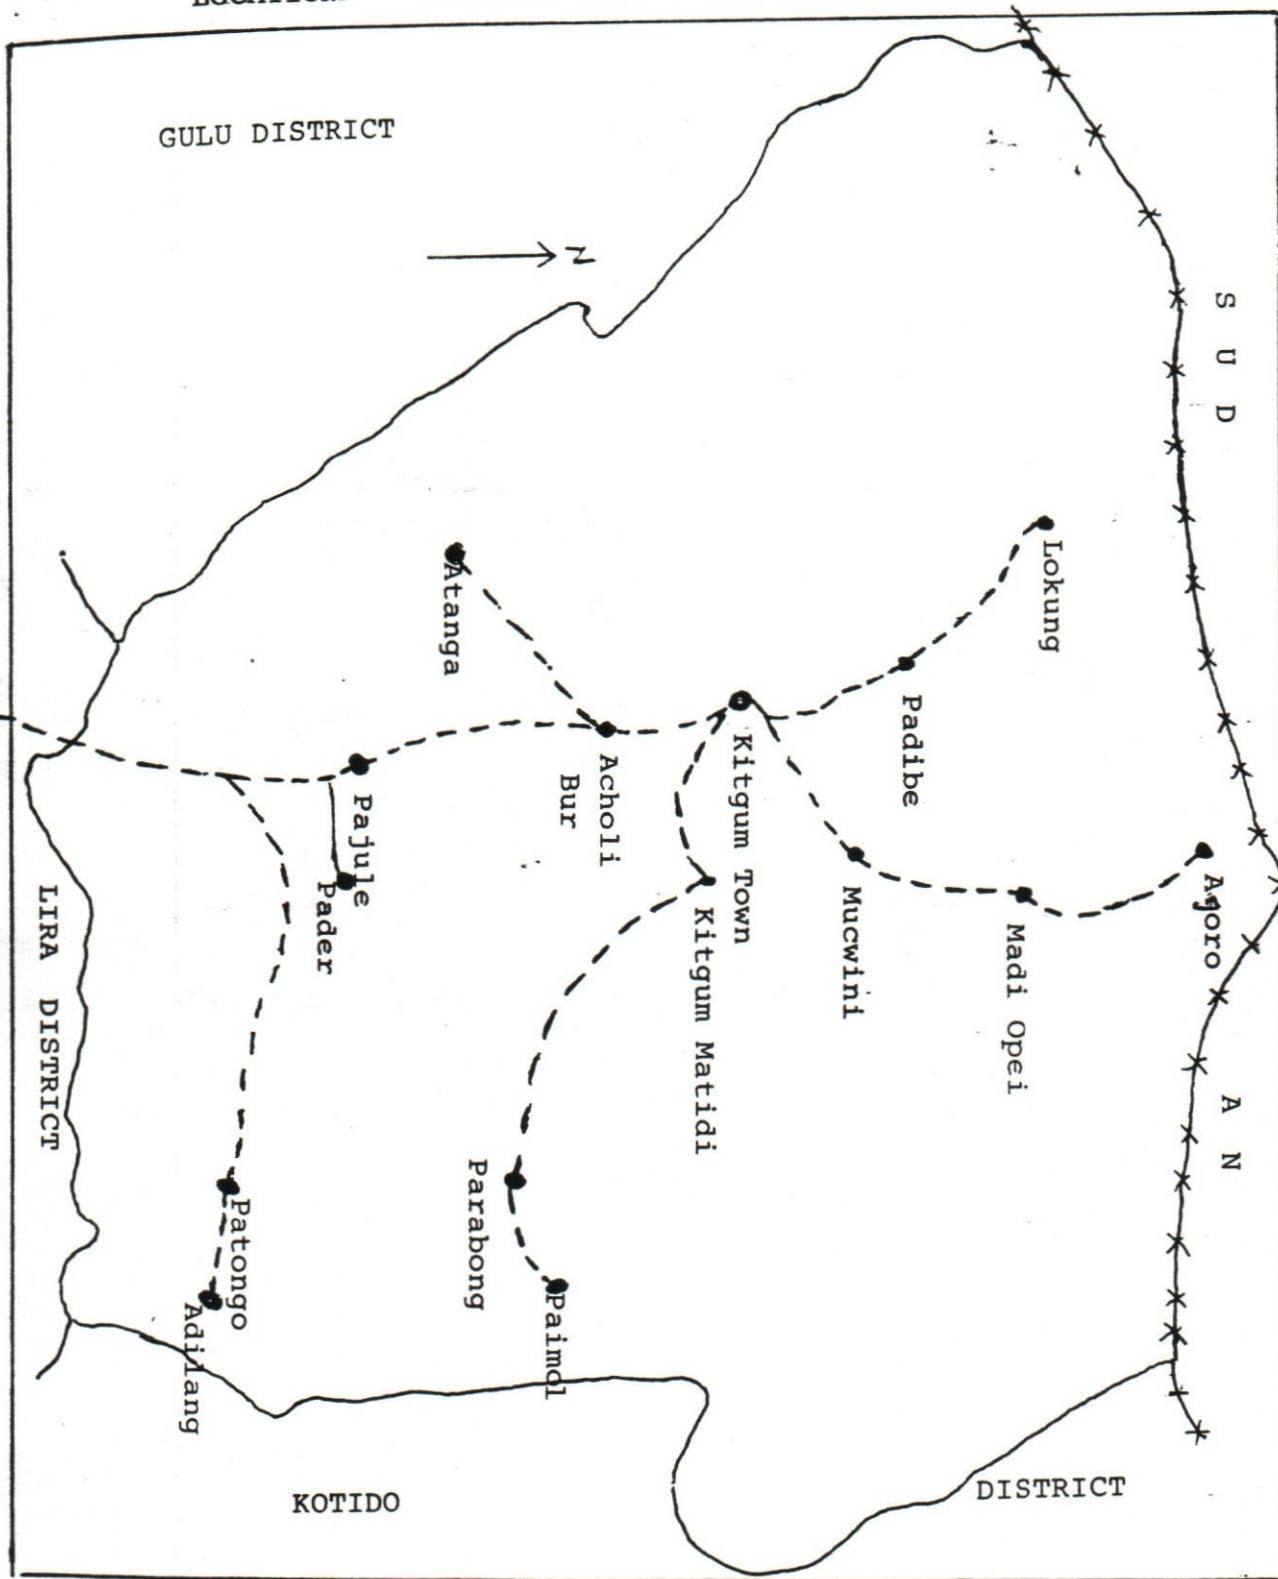 GULU DISTRICT
N
S U D
A N
Lokung
Atanga
Padibe
Kitgum Town
Acholi
Bur
Pajule
Pader
Kitgum Matidi
Mucwini
Madi Opei
Agoro
LIRA DISTRICT
Parabong
Paimol
Patongo
Adilang
KOTIDO
DISTRICT